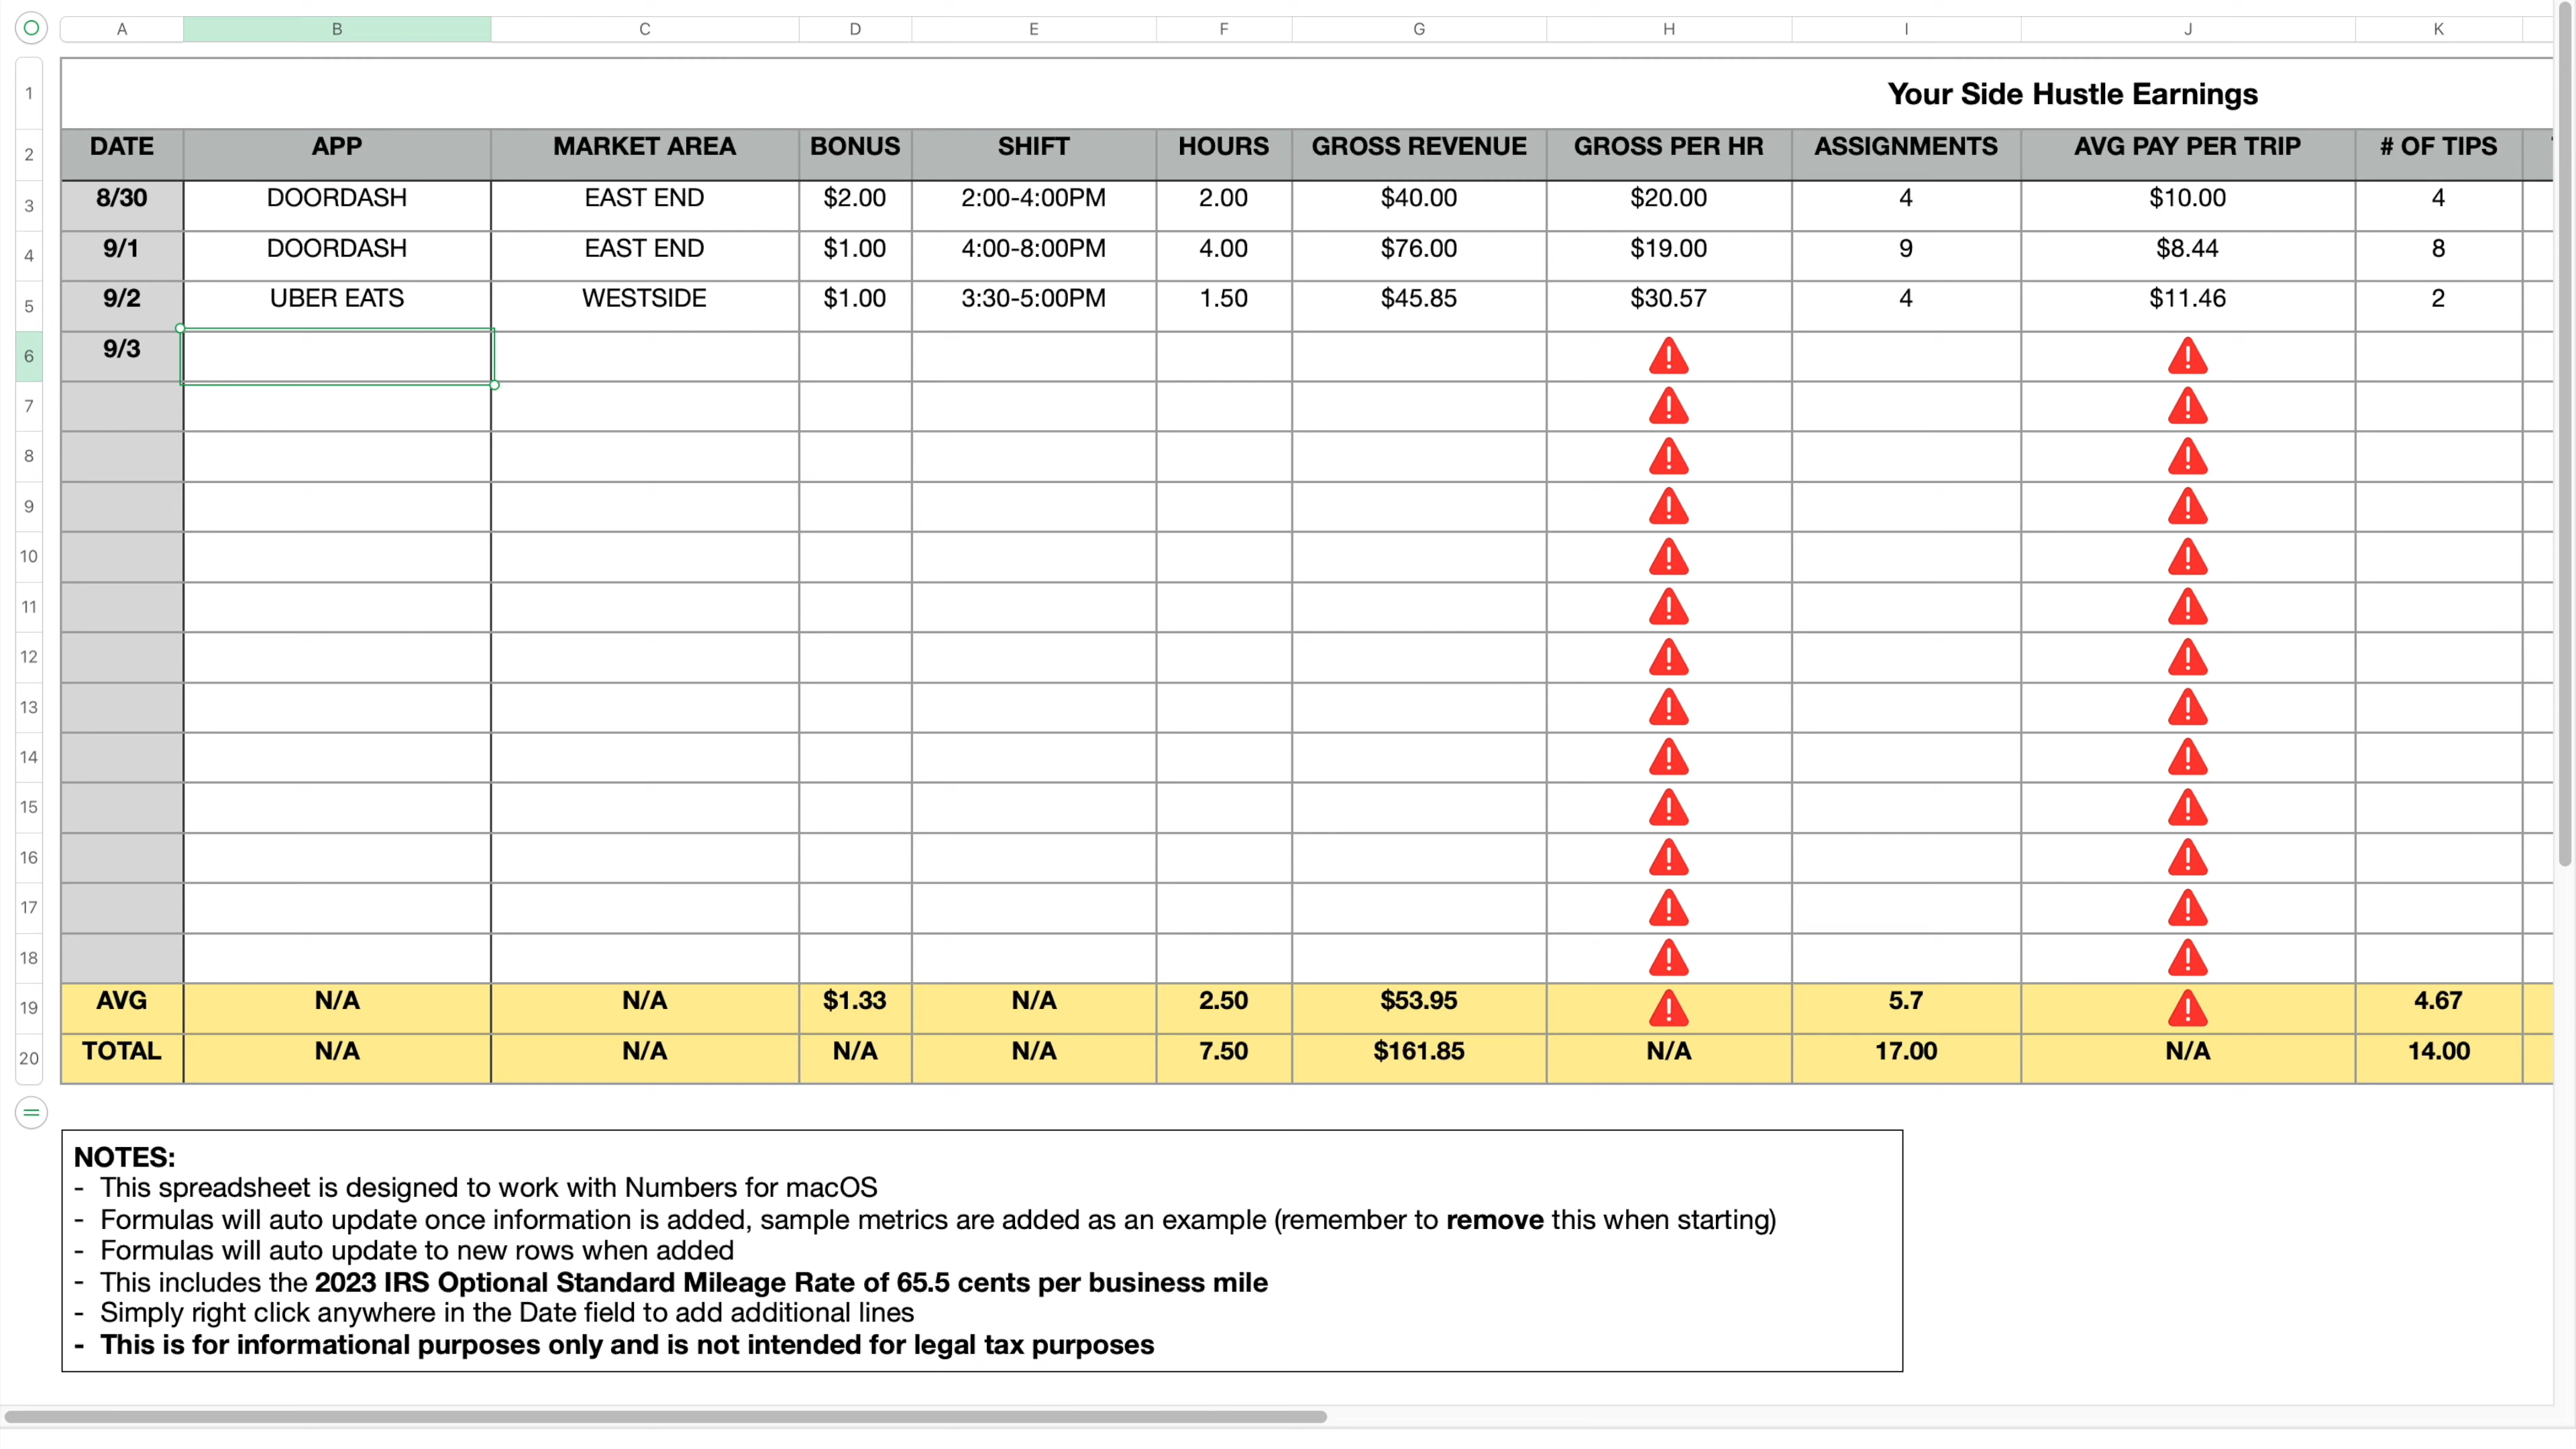 A B C D E F G H I J K
1 Your Side Hustle Earnings
2 DATE APP MARKET AREA BONUS SHIFT HOURS GROSS REVENUE GROSS PER HR ASSIGNMENTS AVG PAY PER TRIP # OF TIPS
3 8/30 DOORDASH EAST END $2.00 2:00-4:00PM 2.00 $40.00 $20.00 4 $10.00 4
4 9/1 DOORDASH EAST END $1.00 4:00-8:00PM 4.00 $76.00 $19.00 9 $8.44 8
5 9/2 UBER EATS WESTSIDE $1.00 3:30-5:00PM 1.50 $45.85 $30.57 4 $11.46 2
6 9/3
7
8
9
10
11
12
13
14
15
16
17
18
19 AVG N/A N/A $1.33 N/A 2.50 $53.95 5.7 4.67
20 TOTAL N/A N/A N/A N/A 7.50 $161.85 N/A 17.00 N/A 14.00
NOTES:
- This spreadsheet is designed to work with Numbers for macOS
- Formulas will auto update once information is added, sample metrics are added as an example (remember to remove this when starting)
- Formulas will auto update to new rows when added
- This includes the 2023 IRS Optional Standard Mileage Rate of 65.5 cents per business mile
- Simply right click anywhere in the Date field to add additional lines
- This is for informational purposes only and is not intended for legal tax purposes